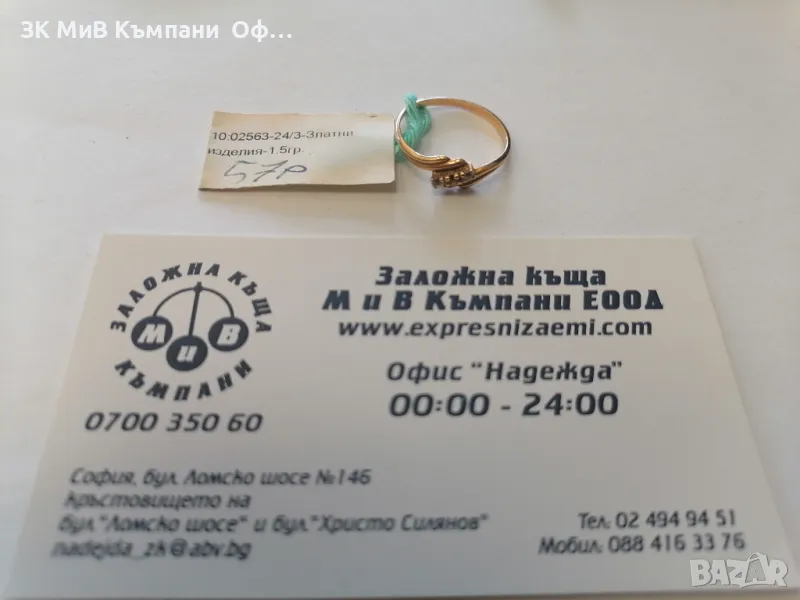 ЗК МиВ Къмпани Оф...
10:02563-24/3-Златни
изделия-1.5гр.
57р
ЗАЛОЖНА КЪЩА
М и В
КЪМПАНИ
0700 350 60
Заложна къща
М и В Къмпани ЕООД
www.expresnizaemi.com
Офис "Надежда"
00:00 - 24:00
София, бул. Ломско шосе №146
кръстовището на
бул."Ломско шосе" и бул."Христо Силянов"
nadejda_zk@abv.bg
Тел: 02 494 94 51
Мобил: 088 416 33 76
BAZAR